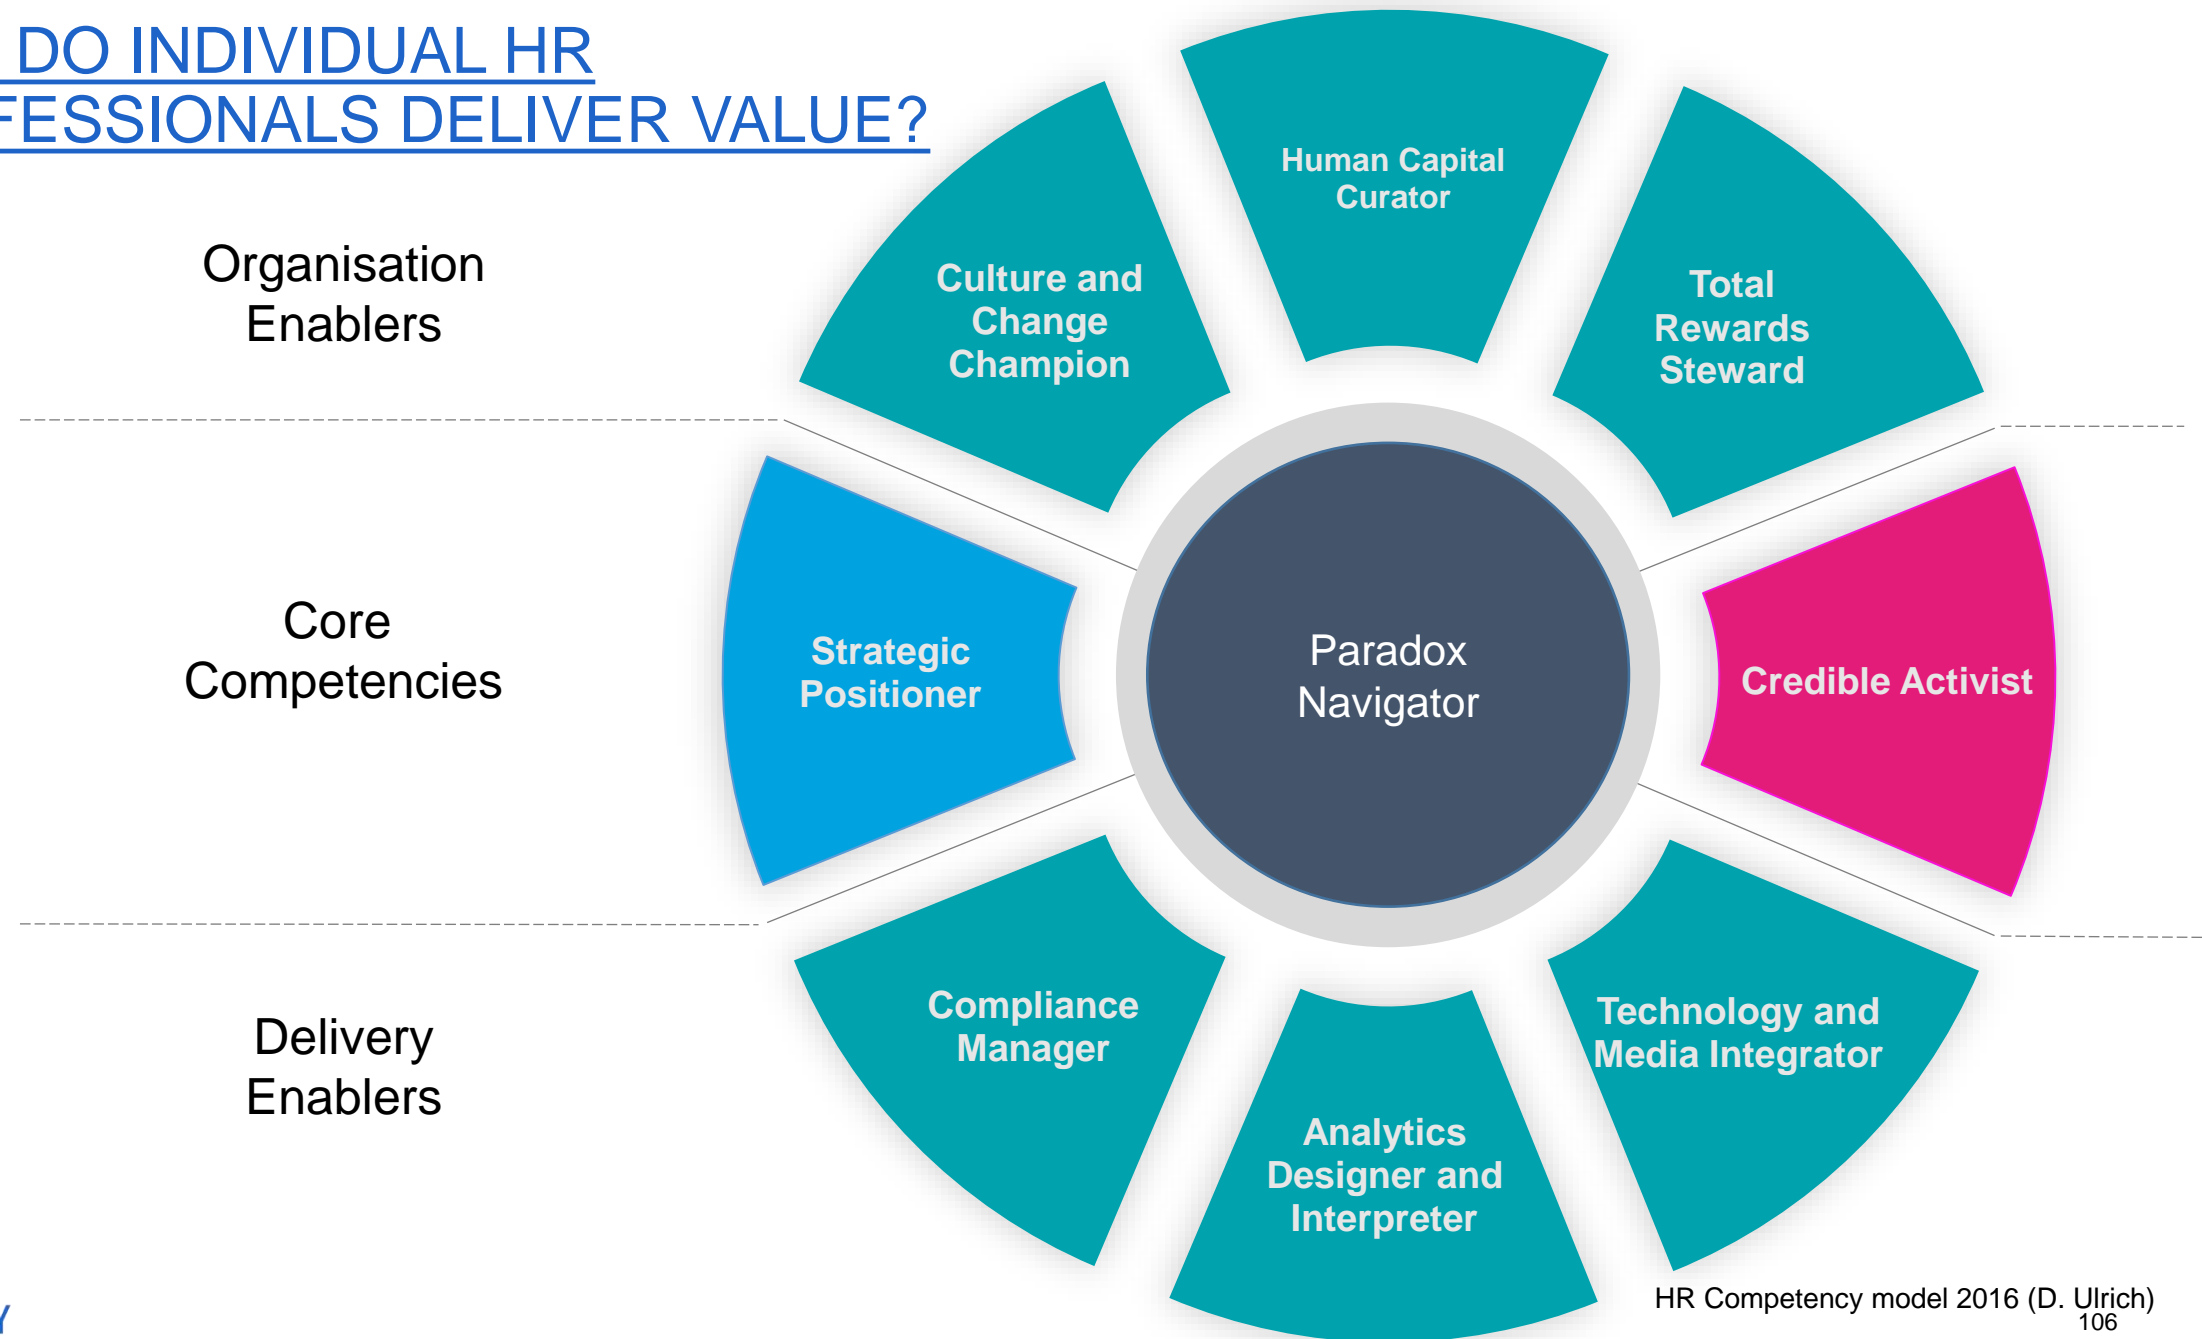 DO INDIVIDUAL HR
FESSIONALS DELIVER VALUE?
Organisation
Enablers
Core
Competencies
Delivery
Enablers
Human Capital
Curator
Culture and
Change
Champion
Total
Rewards
Steward
Strategic
Positioner
Paradox
Navigator
Credible Activist
Compliance
Manager
Technology and
Media Integrator
Analytics
Designer and
Interpreter
HR Competency model 2016 (D. Ulrich)
106
Y